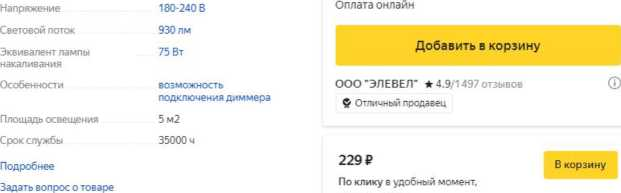 Напряжение 180-240 В
Световой поток 930 лм
Эквивалент лампы накаливания 75 Вт
Особенности возможность подключения диммера
Площадь освещения 5 м2
Срок службы 35000 ч
Подробнее
Задать вопрос о товаре
Оплата онлайн
Добавить в корзину
ООО "ЭЛЕВЕЛ" ★ 4.9/1497 отзывов
Отличный продавец
229 ₽
В корзину
По клику в удобный момент,